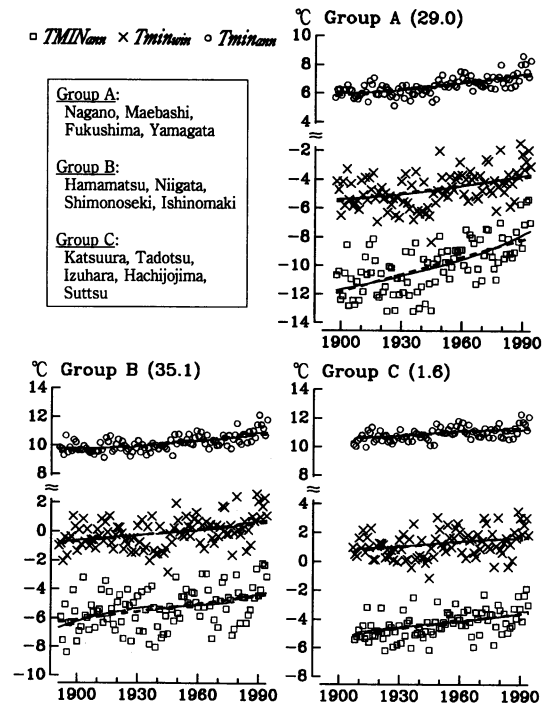 °C Group A (29.0)
□ TMINann × Tminwin ○ Tminann
8
6
4
-2
-4
-6
-8
-10
-12
-14
1900 1930 1960 1990
Group A:
Nagano, Maebashi,
Fukushima, Yamagata
Group B:
Hamamatsu, Niigata,
Shimonoseki, Ishinomaki
Group C:
Katsuura, Tadotsu,
Izuhara, Hachijojima,
Suttsu
°C Group B (35.1)
14
12
10
8
2
0
-2
-4
-6
-8
-10
1900 1930 1960 1990
°C Group C (1.6)
14
12
10
8
4
2
0
-2
-4
-6
-8
1900 1930 1960 1990